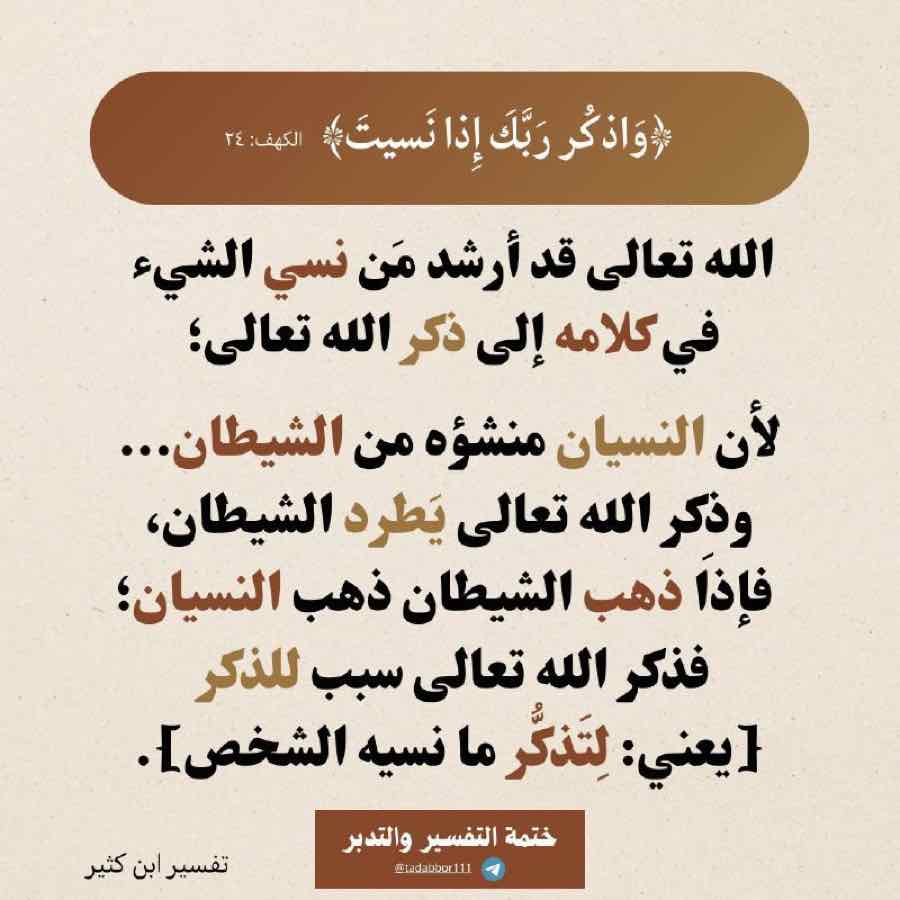 ﴿وَاذكُر رَبَّكَ إِذا نَسيتَ﴾ الكهف: ٢٤
الله تعالى قد أرشد مَن نسي الشيء
في كلامه إلى ذكر الله تعالى؛
لأن النسيان منشؤه من الشيطان...
وذكر الله تعالى يَطرد الشيطان،
فإذاَ ذهب الشيطان ذهب النسيان؛
فذكر الله تعالى سبب للذكر
[يعني: لِتَذكُّر ما نسيه الشخص].
ختمة التفسير والتدبر
@tadabbor111
تفسير ابن كثير